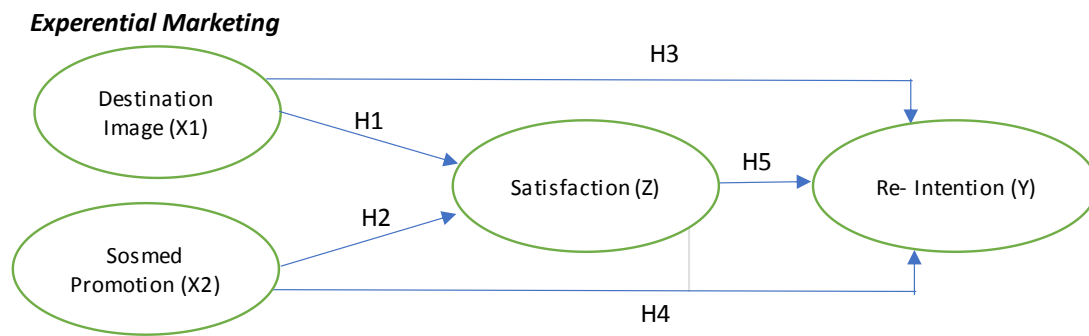 Experential Marketing
H3
Destination
Image (X1)
H1
Satisfaction (Z)
H5
Re- Intention (Y)
H2
Sosmed
Promotion (X2)
H4